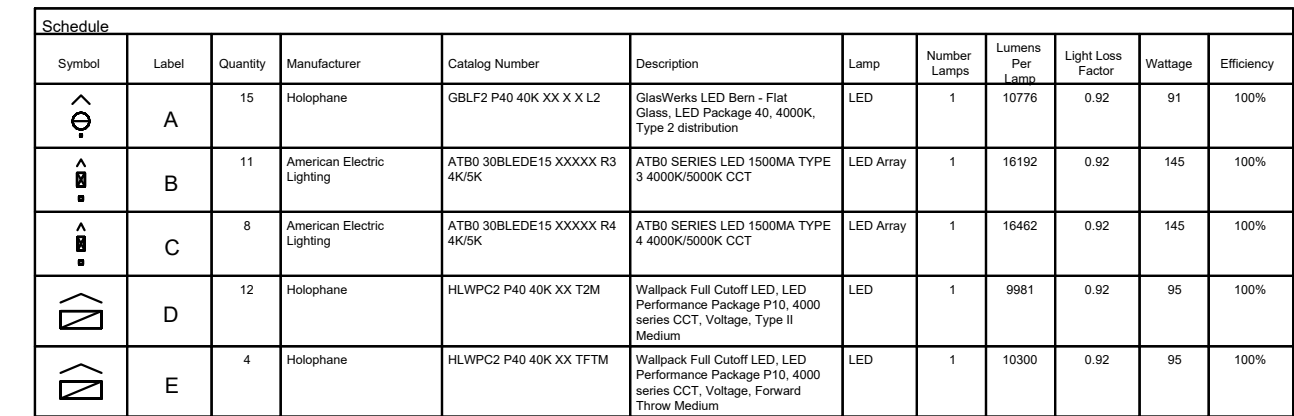 Schedule
Symbol Label Quantity Manufacturer Catalog Number Description Lamp Number Lamps Lumens Per Lamp Light Loss Factor Wattage Efficiency
A 15 Holophane GBLF2 P40 40K XX X X L2 GlasWerks LED Bern - Flat LED 1 10776 0.92 91 100%
Glass, LED Package 40, 4000K,
Type 2 distribution
B 11 American Electric ATB0 30BLEDE15 XXXXX R3 ATB0 SERIES LED 1500MA TYPE LED Array 1 16192 0.92 145 100%
Lighting 4K/5K 3 4000K/5000K CCT
C 8 American Electric ATB0 30BLEDE15 XXXXX R4 ATB0 SERIES LED 1500MA TYPE LED Array 1 16462 0.92 145 100%
Lighting 4K/5K 4 4000K/5000K CCT
D 12 Holophane HLWPC2 P40 40K XX T2M Wallpack Full Cutoff LED, LED LED 1 9981 0.92 95 100%
Performance Package P10, 4000
series CCT, Voltage, Type II
Medium
E 4 Holophane HLWPC2 P40 40K XX TFTM Wallpack Full Cutoff LED, LED LED 1 10300 0.92 95 100%
Performance Package P10, 4000
series CCT, Voltage, Forward
Throw Medium